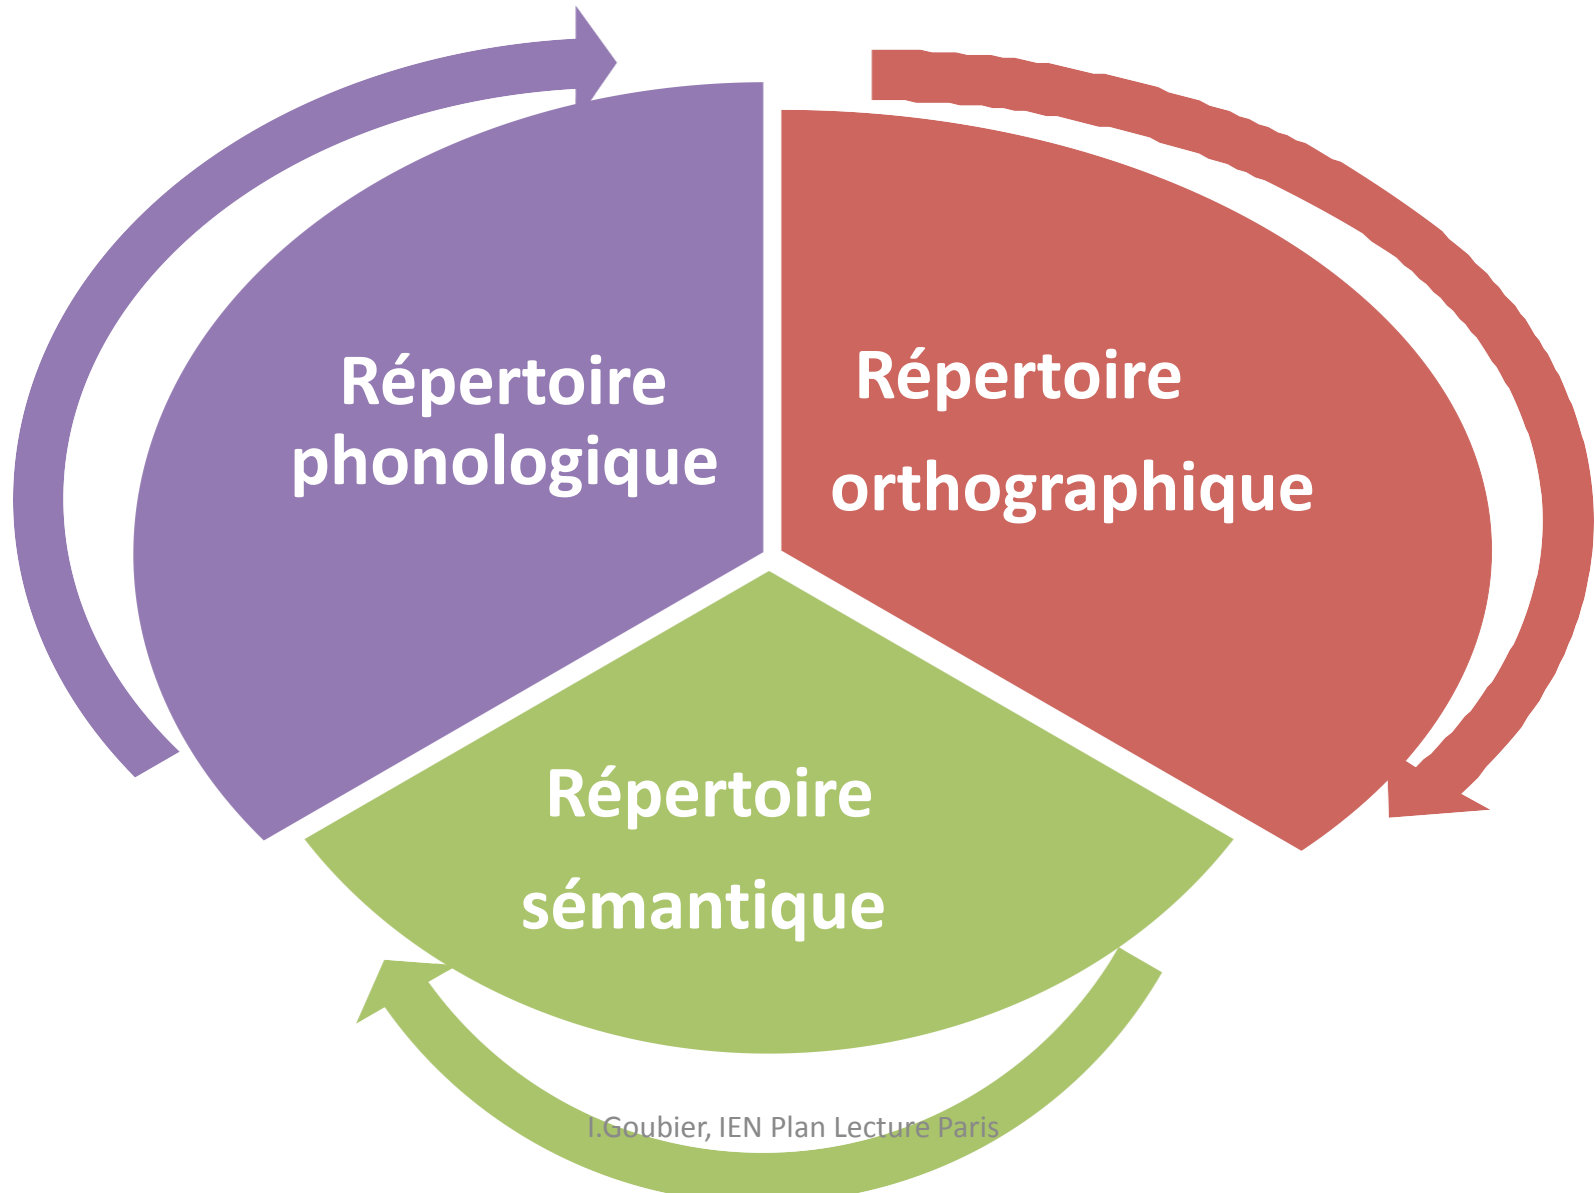 Répertoire
phonologique
Répertoire
orthographique
Répertoire
sémantique
I.Goubier, IEN Plan Lecture Paris